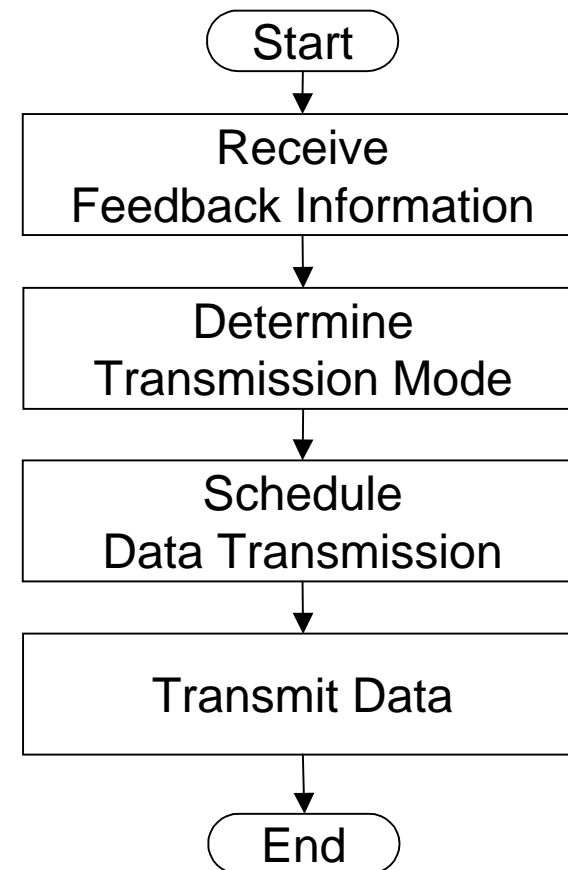 Start
Receive
Feedback Information
Determine
Transmission Mode
Schedule
Data Transmission
Transmit Data
End